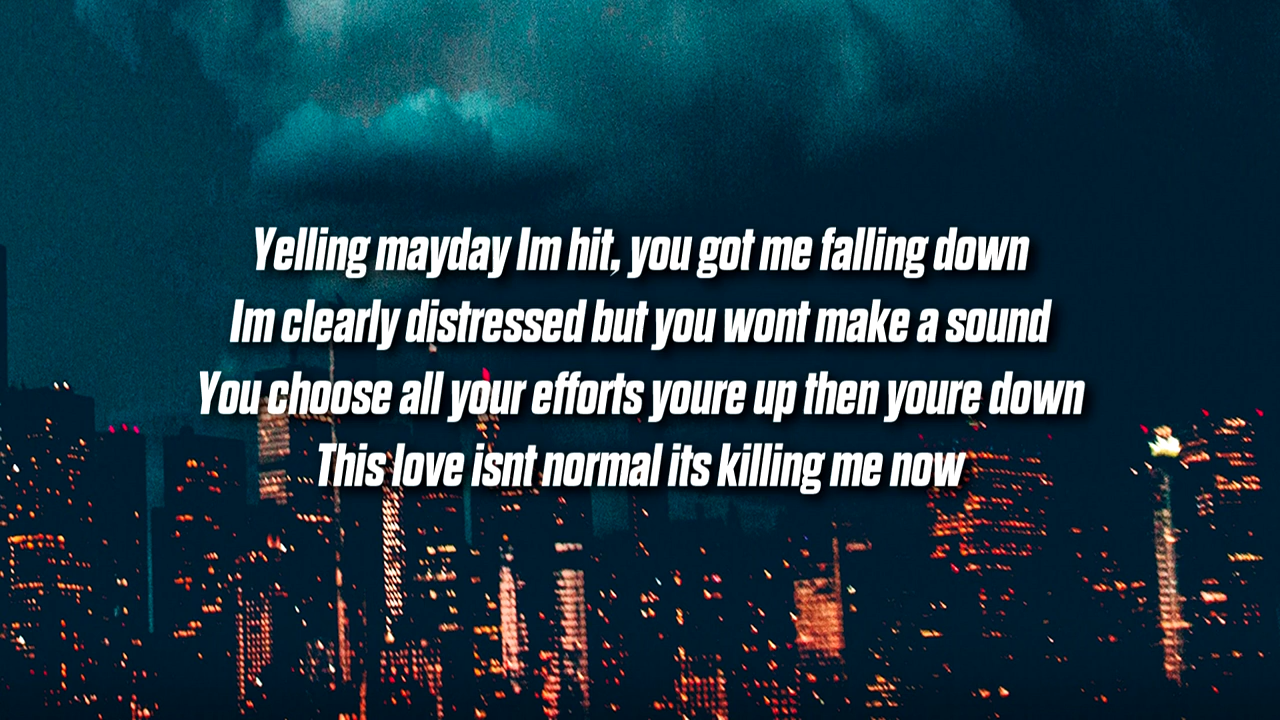 Yelling mayday Im hit, you got me falling down
Im clearly distressed but you wont make a sound
You choose all your efforts youre up then youre down
This love isnt normal its killing me now